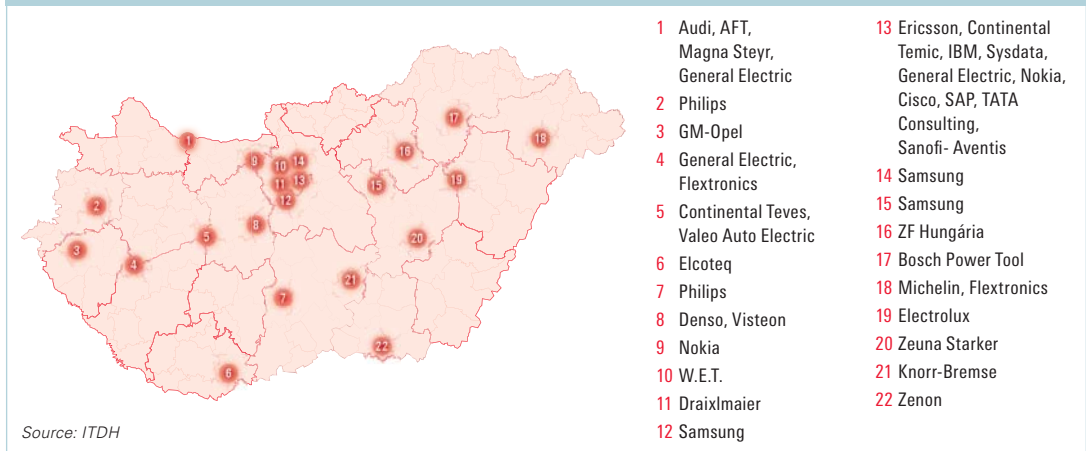 1
9
14
10
11
13
12
17
16
18
15
19
2
8
5
20
3
4
21
7
22
6
Source: ITDH
1 Audi, AFT,
Magna Steyr,
General Electric
2 Philips
3 GM-Opel
4 General Electric,
Flextronics
5 Continental Teves,
Valeo Auto Electric
6 Elcoteq
7 Philips
8 Denso, Visteon
9 Nokia
10 W.E.T.
11 Draixlmaier
12 Samsung
13 Ericsson, Continental
Temic, IBM, Sysdata,
General Electric, Nokia,
Cisco, SAP, TATA
Consulting,
Sanofi- Aventis
14 Samsung
15 Samsung
16 ZF Hungária
17 Bosch Power Tool
18 Michelin, Flextronics
19 Electrolux
20 Zeuna Starker
21 Knorr-Bremse
22 Zenon